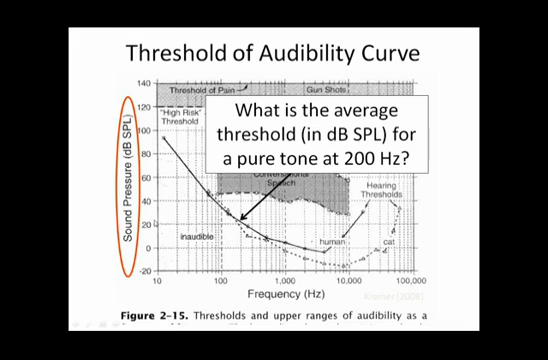 Threshold of Audibility Curve
140
Threshold of Pain
Gun Shots
120
"High Risk"
Threshold
What is the average
threshold (in dB SPL) for
a pure tone at 200 Hz?
100
80
60
Conversational
Speech
Hearing
Thresholds
40
20
inaudible
human
cat
0
-20
10
100
1,000
10,000
100,000
Sound Pressure (dB SPL)
Frequency (Hz)
Kramer (2008)
Figure 2-15. Thresholds and upper ranges of audibility as a